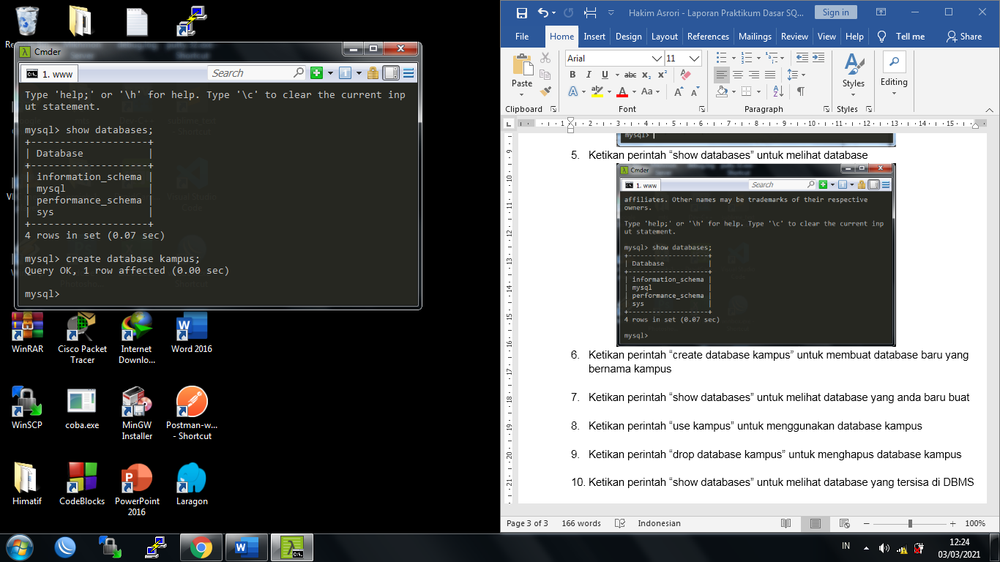 Cmder
1. www
Search
Type 'help;' or '\h' for help. Type '\c' to clear the current inp
ut statement.
mysql> show databases;
+--------------------+
| Database           |
+--------------------+
| information_schema |
| mysql              |
| performance_schema |
| sys                |
+--------------------+
4 rows in set (0.07 sec)
mysql> create database kampus;
Query OK, 1 row affected (0.00 sec)
mysql>
WinRAR
Cisco Packet
Tracer
Internet
Downlo...
Word 2016
WinSCP
coba.exe
MinGW
Installer
Postman-w...
- Shortcut
Himatif
CodeBlocks
PowerPoint
2016
Laragon
Hakim Asrori - Laporan Praktikum Dasar SQ...
Sign in
File
Home
Insert
Design
Layout
References
Mailings
Review
View
Help
Tell me
Share
Paste
Arial
11
Styles
Editing
Clipboard
Font
Paragraph
Styles
mysql>
5. Ketikan perintah “show databases” untuk melihat database
Cmder
1. www
Search
affiliates. Other names may be trademarks of their respective
owners.
Type 'help;' or '\h' for help. Type '\c' to clear the current inp
ut statement.
mysql> show databases;
+--------------------+
| Database           |
+--------------------+
| information_schema |
| mysql              |
| performance_schema |
| sys                |
+--------------------+
4 rows in set (0.07 sec)
mysql>
6. Ketikan perintah “create database kampus” untuk membuat database baru yang
bernama kampus
7. Ketikan perintah “show databases” untuk melihat database yang anda baru buat
8. Ketikan perintah “use kampus” untuk menggunakan database kampus
9. Ketikan perintah “drop database kampus” untuk menghapus database kampus
10. Ketikan perintah “show databases” untuk melihat database yang tersisa di DBMS
Page 3 of 3
166 words
Indonesian
100%
IN
12:24
03/03/2021